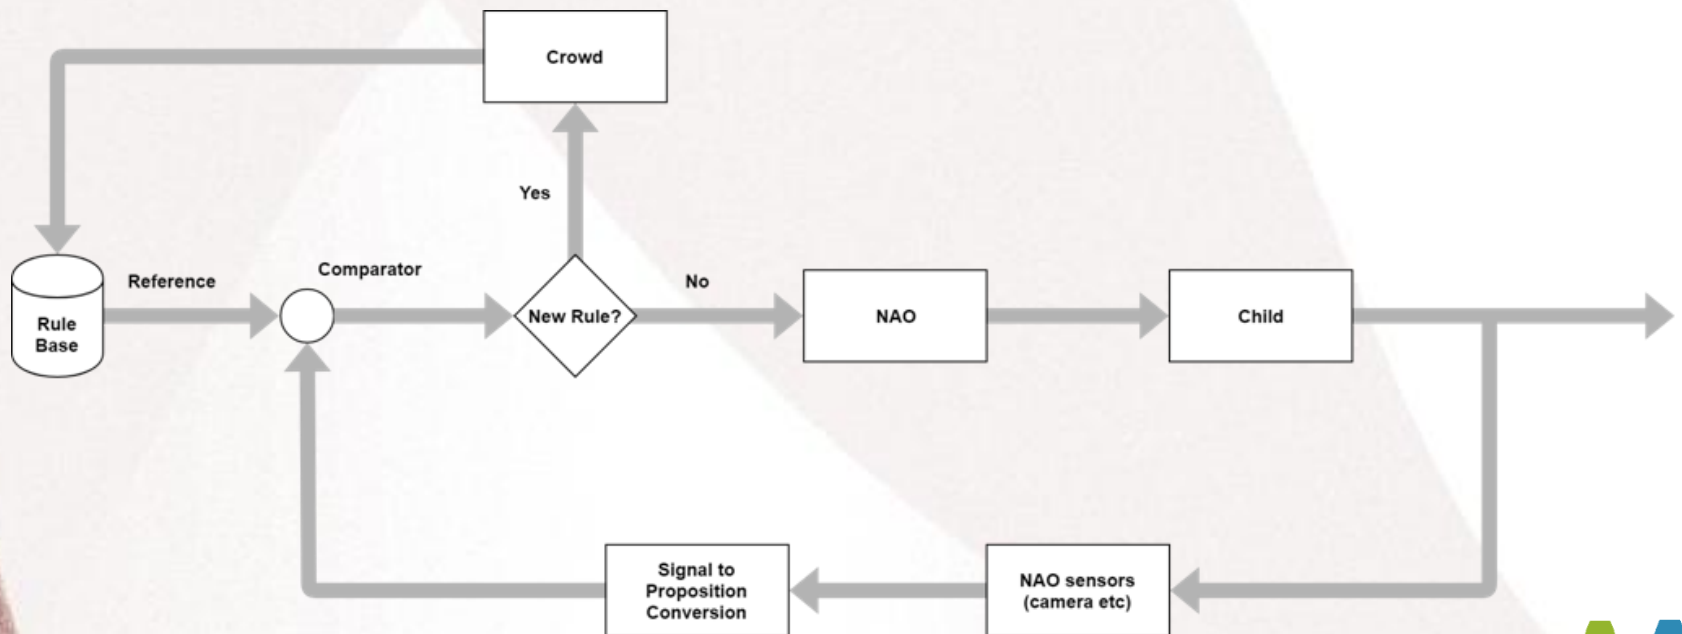 Crowd
Yes
Reference
Comparator
New Rule?
No
Rule
Base
NAO
Child
Signal to
Proposition
Conversion
NAO sensors
(camera etc)